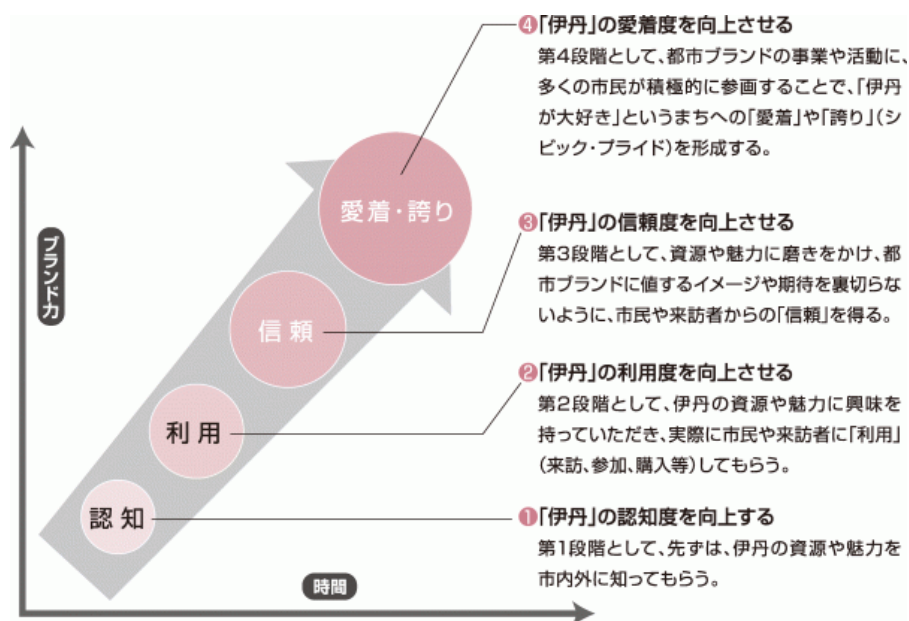 ❹「伊丹」の愛着度を向上させる
第4段階として、都市ブランドの事業や活動に、
多くの市民が積極的に参画することで、「伊丹
が大好き」というまちへの「愛着」や「誇り」(シ
ビック・プライド)を形成する。
愛着・誇り
❸「伊丹」の信頼度を向上させる
第3段階として、資源や魅力に磨きをかけ、都
市ブランドに値するイメージや期待を裏切らな
いように、市民や来訪者からの「信頼」を得る。
ブランド力
信頼
❷「伊丹」の利用度を向上させる
第2段階として、伊丹の資源や魅力に興味を
持っていただき、実際に市民や来訪者に「利用」
(来訪、参加、購入等)してもらう。
利用
❶「伊丹」の認知度を向上する
第1段階として、先ずは、伊丹の資源や魅力を
市内外に知ってもらう。
認知
時間